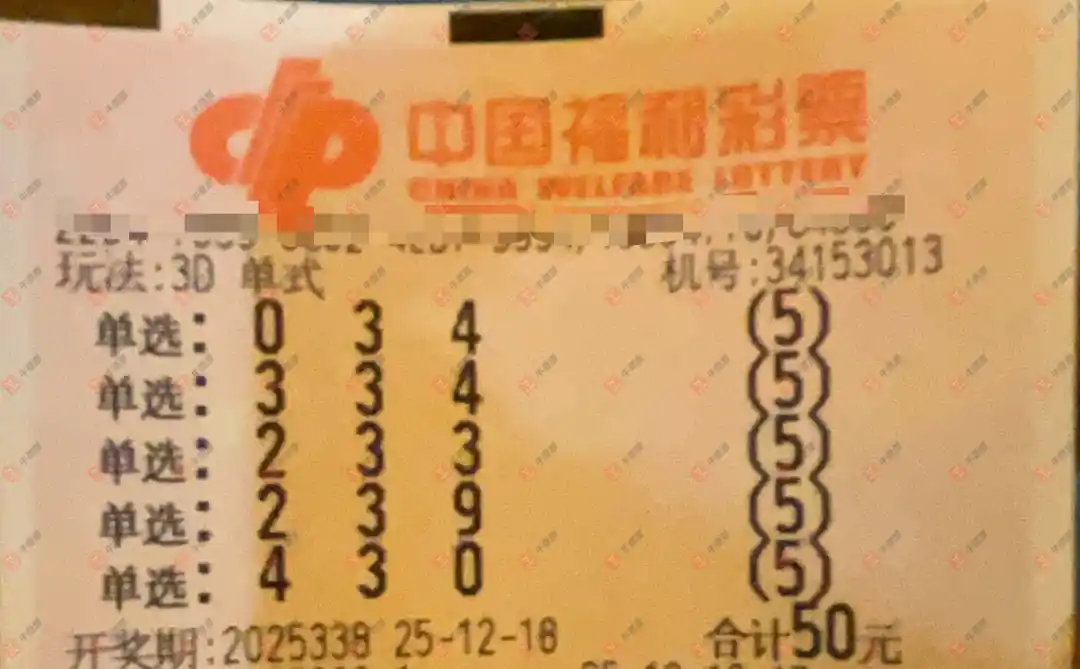 中国福利彩票
CHINA WELFARE LOTTERY
玩法:3D 单式 机号:34153013
单选: 0 3 4 (5)
单选: 3 3 4 (5)
单选: 2 3 3 (5)
单选: 2 3 9 (5)
单选: 4 3 0 (5)
开奖期:2025338 25-12-18 合计50元